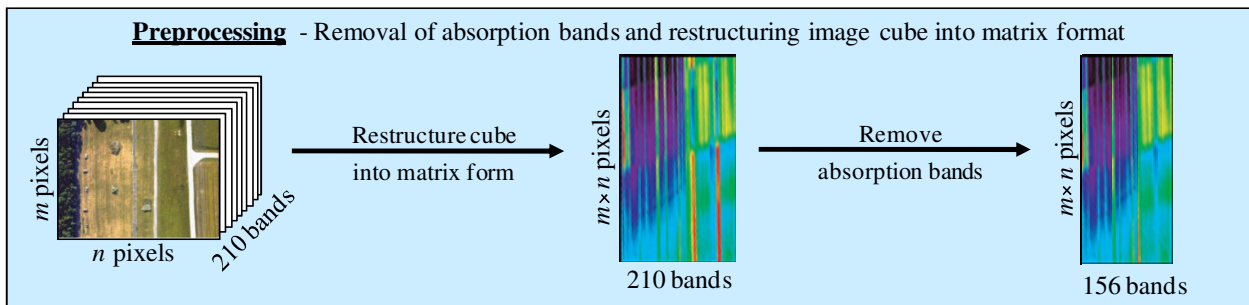 Preprocessing - Removal of absorption bands and restructuring image cube into matrix format
m pixels
n pixels
210 bands
Restructure cube
into matrix form
m× n pixels
210 bands
Remove
absorption bands
m× n pixels
156 bands